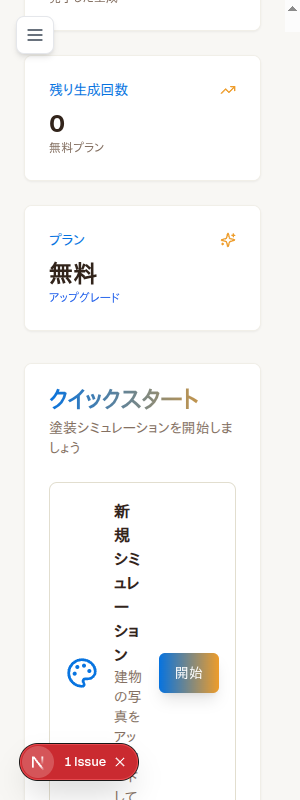 残り生成回数
0
無料プラン
プラン
無料
アップグレード
クイックスタート
塗装シミュレーションを開始しま
しょう
新
規
シミ
ュレ
ー
ショ
ン
建物
の写
真を
アッ
開始
N
1 Issue
して